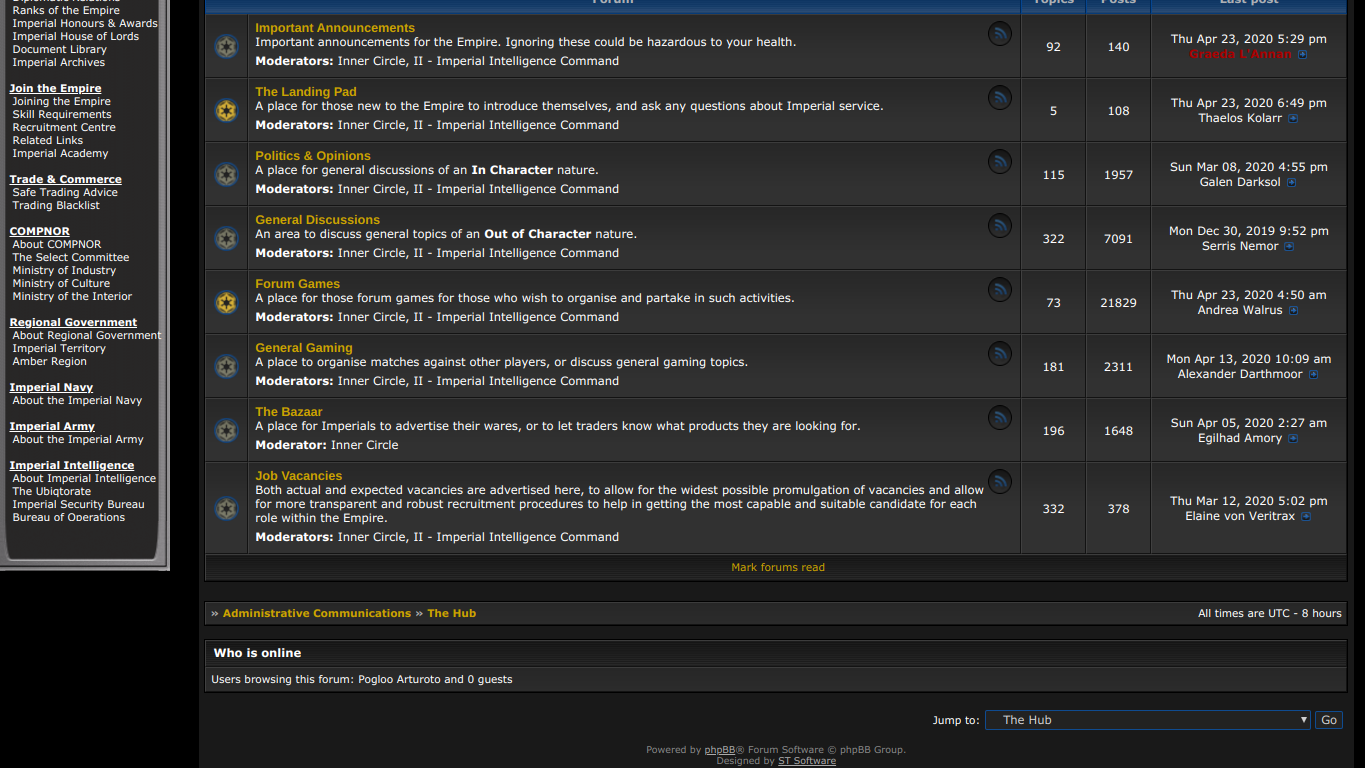 Diplomatic Relations
Ranks of the Empire
Imperial Honours & Awards
Imperial House of Lords
Document Library
Imperial Archives
Join the Empire
Joining the Empire
Skill Requirements
Recruitment Centre
Related Links
Imperial Academy
Trade & Commerce
Safe Trading Advice
Trading Blacklist
COMPNOR
About COMPNOR
The Select Committee
Ministry of Industry
Ministry of Culture
Ministry of the Interior
Regional Government
About Regional Government
Imperial Territory
Amber Region
Imperial Navy
About the Imperial Navy
Imperial Army
About the Imperial Army
Imperial Intelligence
About Imperial Intelligence
The Ubiqtorate
Imperial Security Bureau
Bureau of Operations
Forum Topics Posts Last post
Important Announcements
Important announcements for the Empire. Ignoring these could be hazardous to your health.
Moderators: Inner Circle, II - Imperial Intelligence Command
92 140
Thu Apr 23, 2020 5:29 pm
Graedo L'Annan
The Landing Pad
A place for those new to the Empire to introduce themselves, and ask any questions about Imperial service.
Moderators: Inner Circle, II - Imperial Intelligence Command
5 108
Thu Apr 23, 2020 6:49 pm
Thaelos Kolarr
Politics & Opinions
A place for general discussions of an In Character nature.
Moderators: Inner Circle, II - Imperial Intelligence Command
115 1957
Sun Mar 08, 2020 4:55 pm
Galen Darksol
General Discussions
An area to discuss general topics of an Out of Character nature.
Moderators: Inner Circle, II - Imperial Intelligence Command
322 7091
Mon Dec 30, 2019 9:52 pm
Serris Nemor
Forum Games
A place for those forum games for those who wish to organise and partake in such activities.
Moderators: Inner Circle, II - Imperial Intelligence Command
73 21829
Thu Apr 23, 2020 4:50 am
Andrea Walrus
General Gaming
A place to organise matches against other players, or discuss general gaming topics.
Moderators: Inner Circle, II - Imperial Intelligence Command
181 2311
Mon Apr 13, 2020 10:09 am
Alexander Darthmoor
The Bazaar
A place for Imperials to advertise their wares, or to let traders know what products they are looking for.
Moderator: Inner Circle
196 1648
Sun Apr 05, 2020 2:27 am
Egilhad Amory
Job Vacancies
Both actual and expected vacancies are advertised here, to allow for the widest possible promulgation of vacancies and allow
for more transparent and robust recruitment procedures to help in getting the most capable and suitable candidate for each
role within the Empire.
Moderators: Inner Circle, II - Imperial Intelligence Command
332 378
Thu Mar 12, 2020 5:02 pm
Elaine von Veritrax
Mark forums read
» Administrative Communications » The Hub
All times are UTC - 8 hours
Who is online
Users browsing this forum: Pogloo Arturoto and 0 guests
Jump to: The Hub Go
Powered by phpBB® Forum Software © phpBB Group.
Designed by ST Software